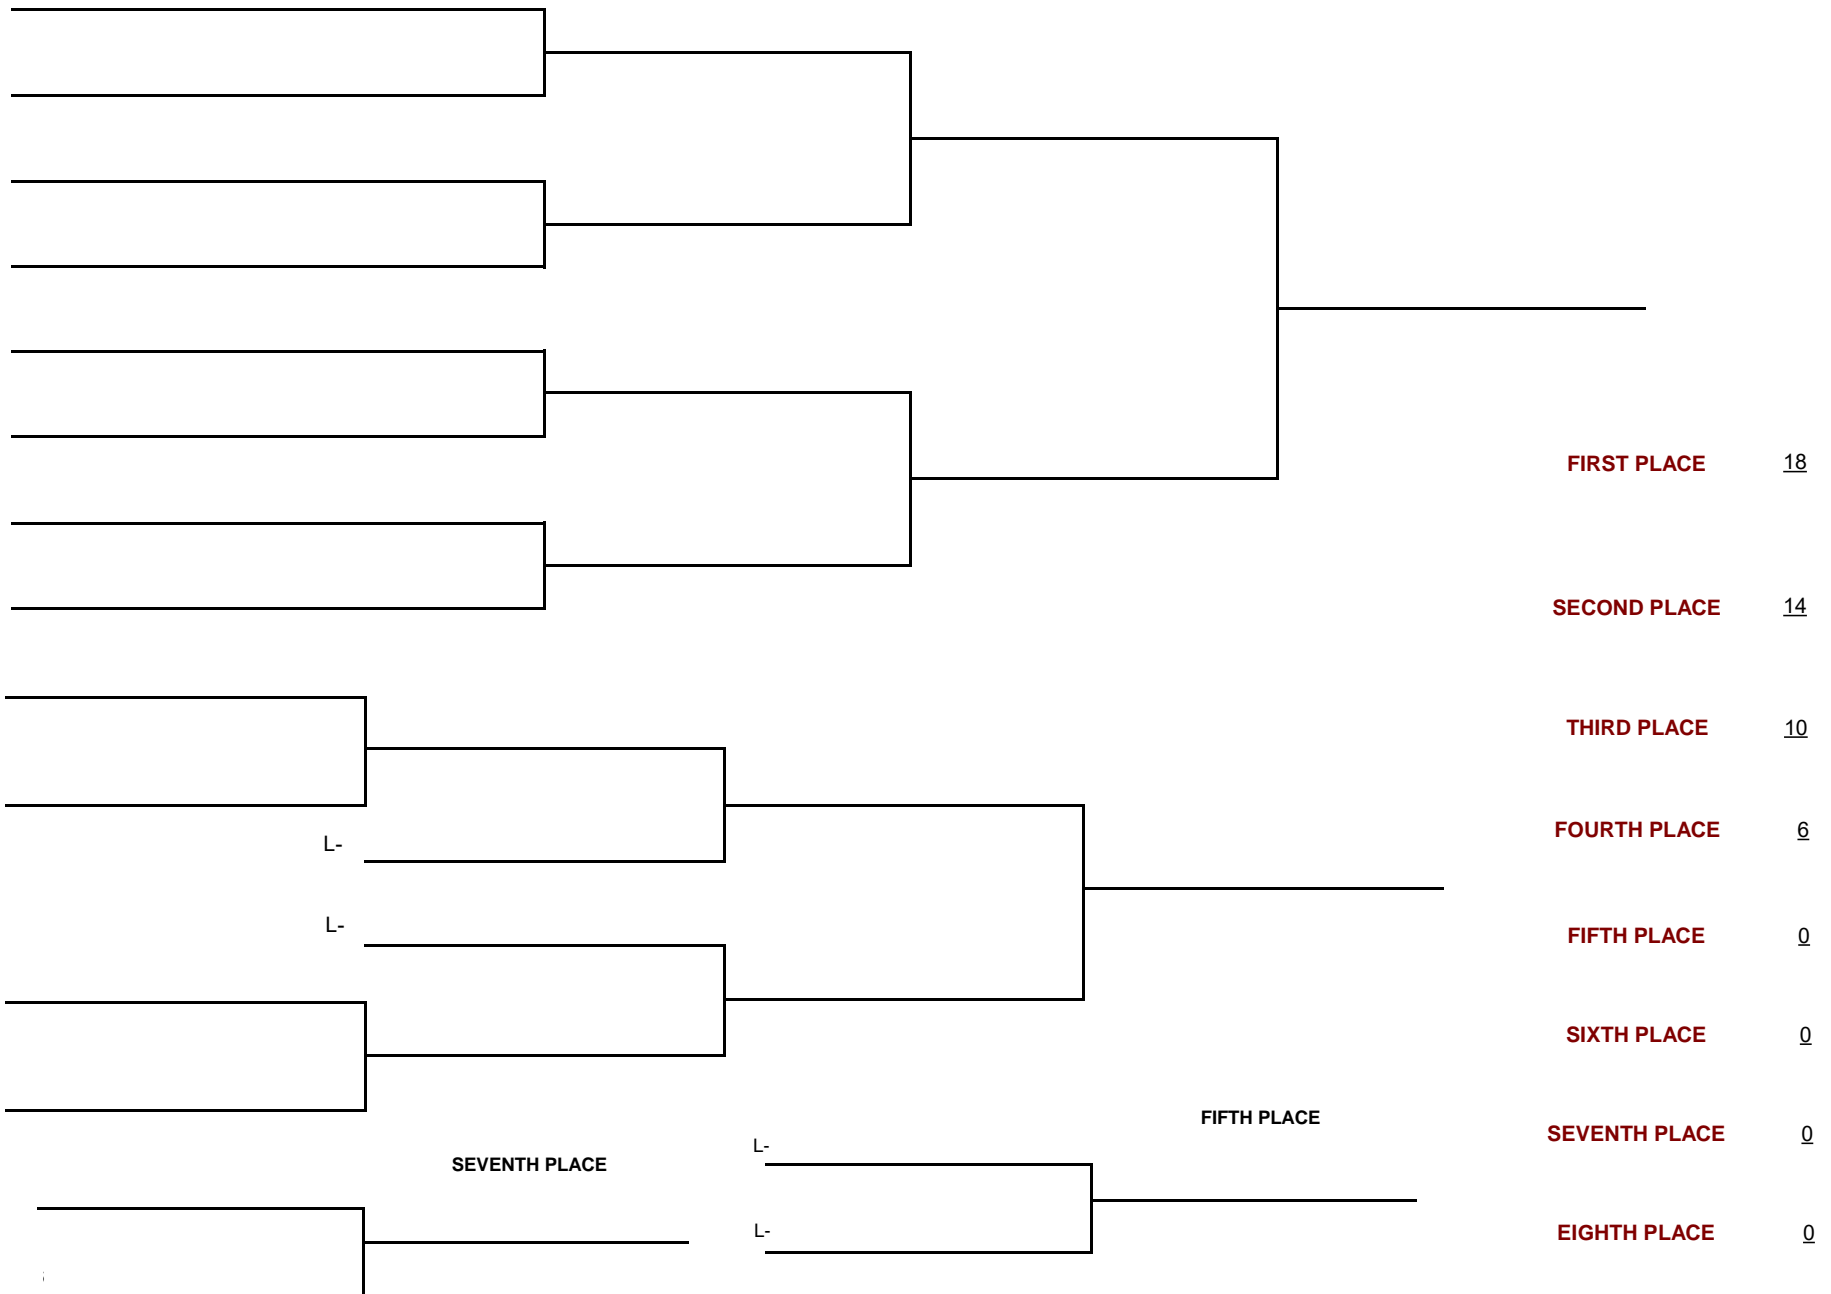 FIRST PLACE 18
SECOND PLACE 14
THIRD PLACE 10
FOURTH PLACE 6
L-
L-
FIFTH PLACE 0
SIXTH PLACE 0
FIFTH PLACE
SEVENTH PLACE 0
L-
SEVENTH PLACE
L-
EIGHTH PLACE 0